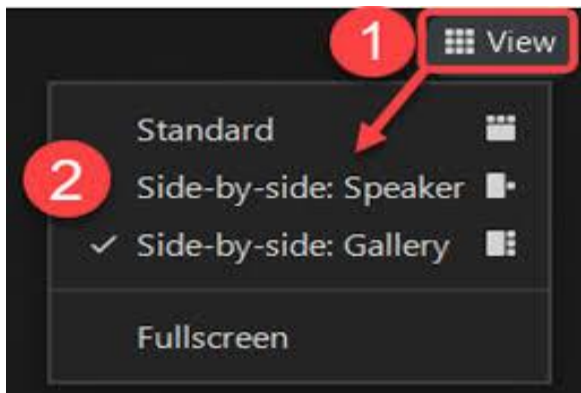 1
View
Standard
2
Side-by-side: Speaker
Side-by-side: Gallery
Fullscreen